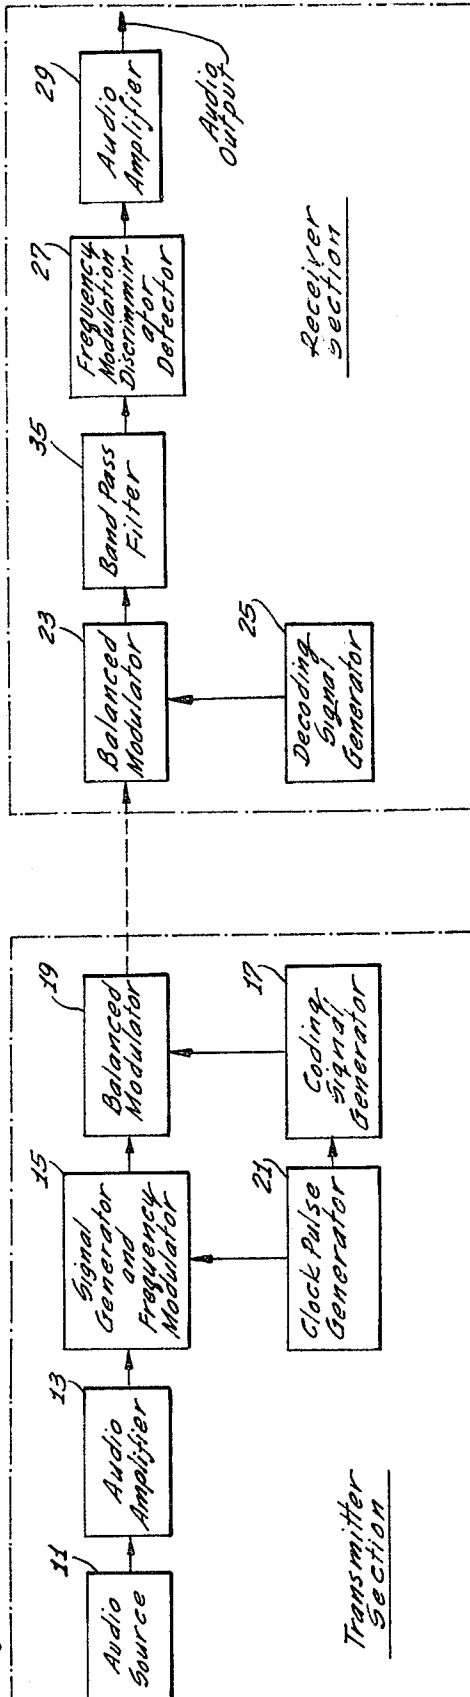 11
Audio
Source
13
Audio
Amplifier
15
Signal
Generator
and
Frequency
Modulator
19
Balanced
Modulator
21
Clock Pulse
Generator
17
Coding
Signal
Generator
Transmitter
Section
23
Balanced
Modulator
25
Decoding
Signal
Generator
35
Band Pass
Filter
27
Frequency
Modulation
Discrimmin-
ator
Detector
29
Audio
Amplifier
Audio
Output
Receiver
Section